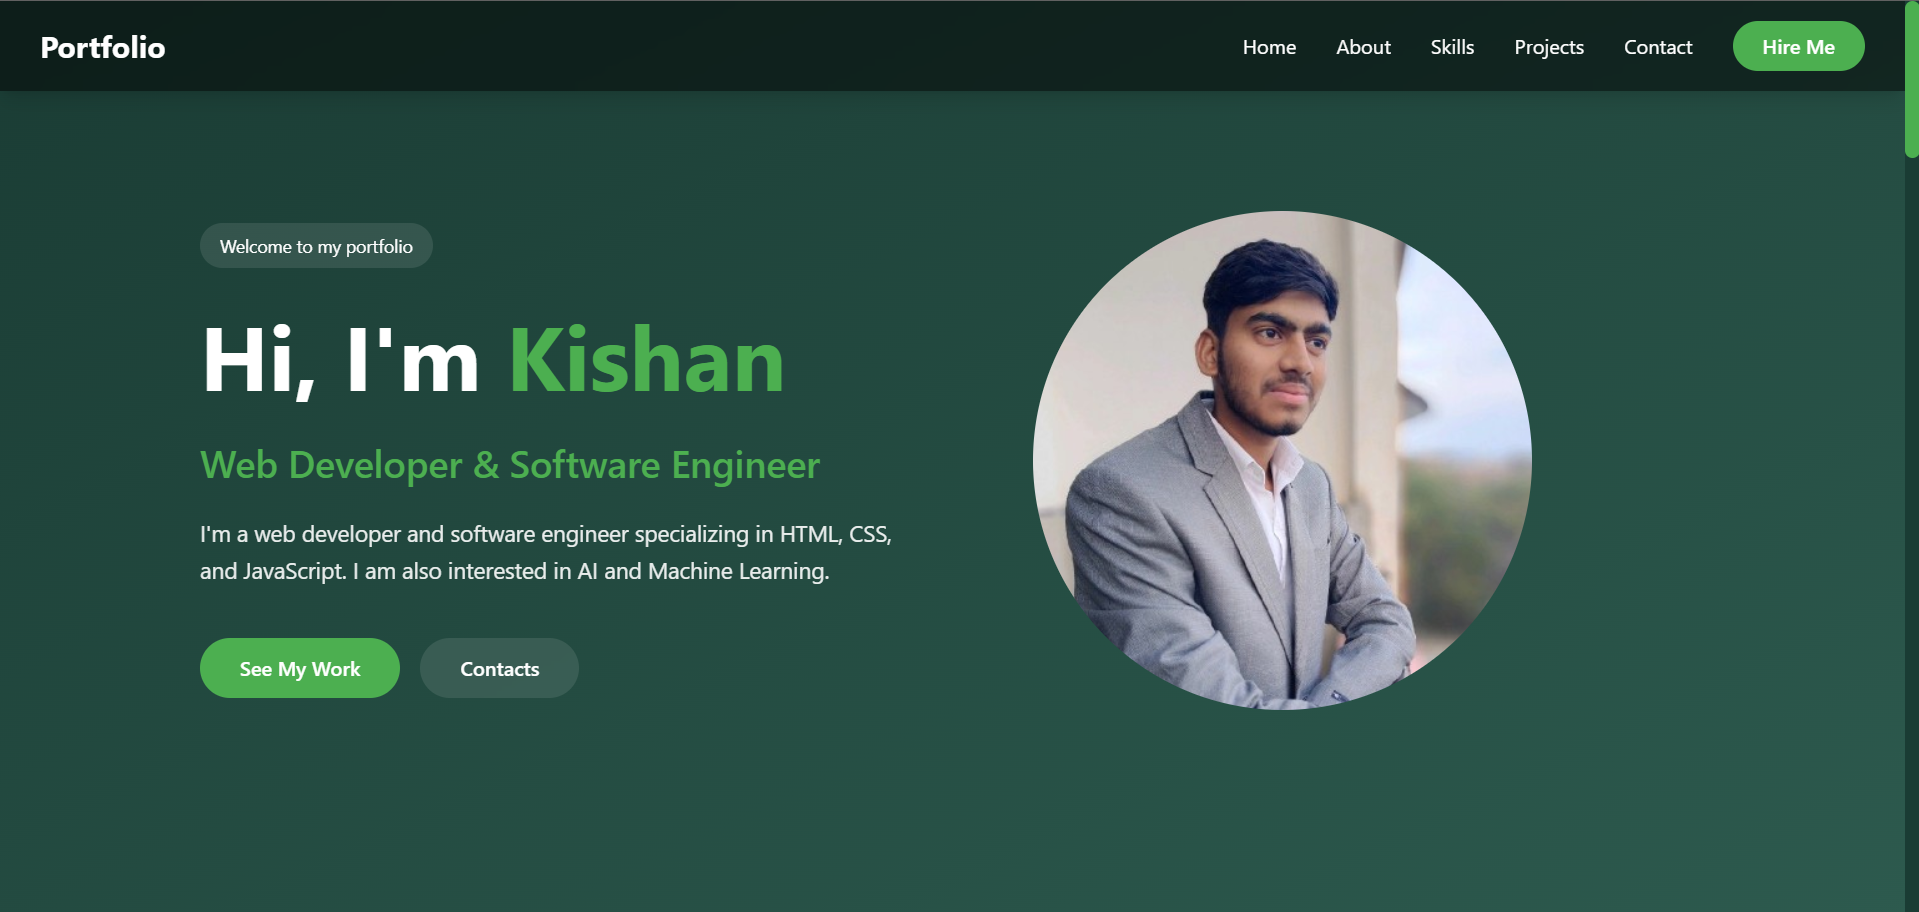 Portfolio
Home About Skills Projects Contact Hire Me
Welcome to my portfolio
Hi, I'm Kishan
Web Developer & Software Engineer
I'm a web developer and software engineer specializing in HTML, CSS,
and JavaScript. I am also interested in AI and Machine Learning.
See My Work Contacts